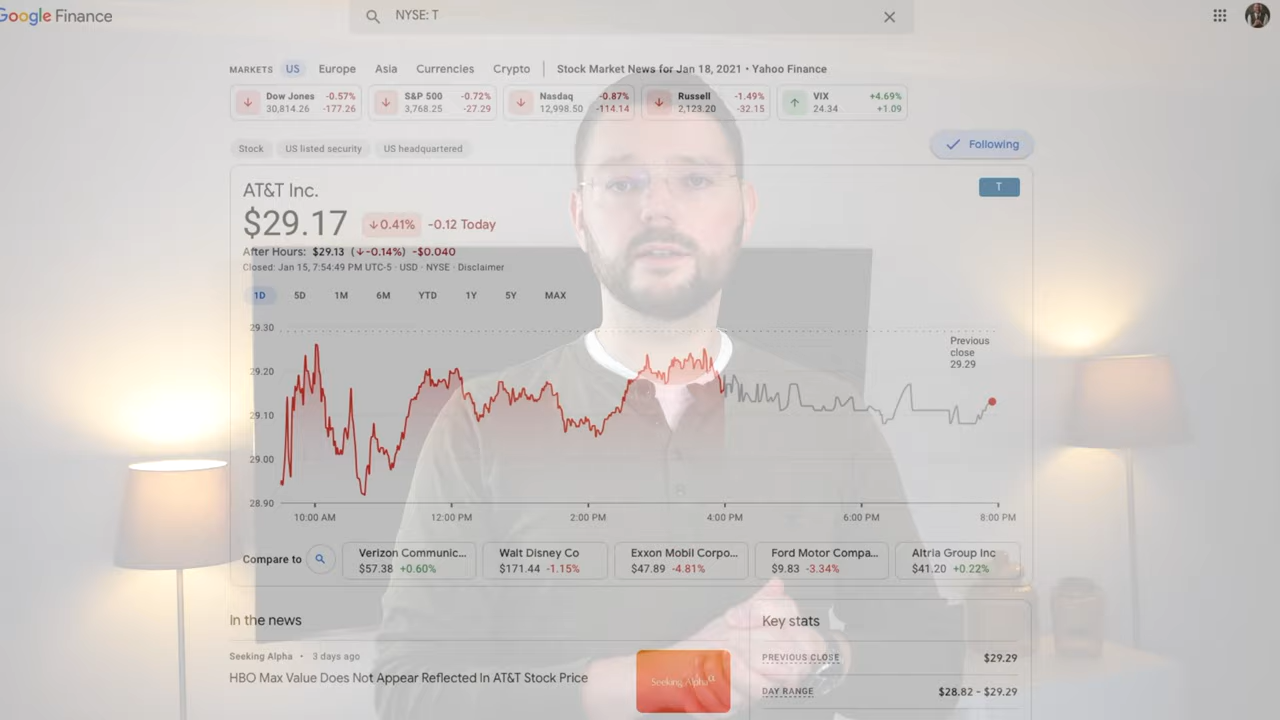 Google Finance
NYSE: T
MARKETS US Europe Asia Currencies Crypto Stock Market News for Jan 18, 2021 • Yahoo Finance
Dow Jones -0.57%
30,814.26 -177.26
S&P 500 -0.72%
3,768.25 -27.29
Nasdaq -0.87%
12,998.50 -114.14
Russell -1.49%
2,123.20 -32.15
VIX +4.69%
24.34 +1.09
Stock US listed security US headquartered
Following
AT&T Inc.
T
$29.17 ↓0.41% -0.12 Today
After Hours: $29.13 (↓-0.14%) -$0.040
Closed: Jan 15, 7:54:49 PM UTC-5 · USD · NYSE · Disclaimer
1D 5D 1M 6M YTD 1Y 5Y MAX
29.30
29.20
29.10
29.00
28.90
Previous
close
29.29
10:00 AM 12:00 PM 2:00 PM 4:00 PM 6:00 PM 8:00 PM
Compare to
Verizon Communic...
$57.38 +0.60%
Walt Disney Co
$171.44 -1.15%
Exxon Mobil Corpo...
$47.89 -4.81%
Ford Motor Compa...
$9.83 -3.34%
Altria Group Inc
$41.20 +0.22%
In the news
Seeking Alpha • 3 days ago
HBO Max Value Does Not Appear Reflected In AT&T Stock Price
Seeking Alpha α
Key stats
PREVIOUS CLOSE $29.29
DAY RANGE $28.82 - $29.29